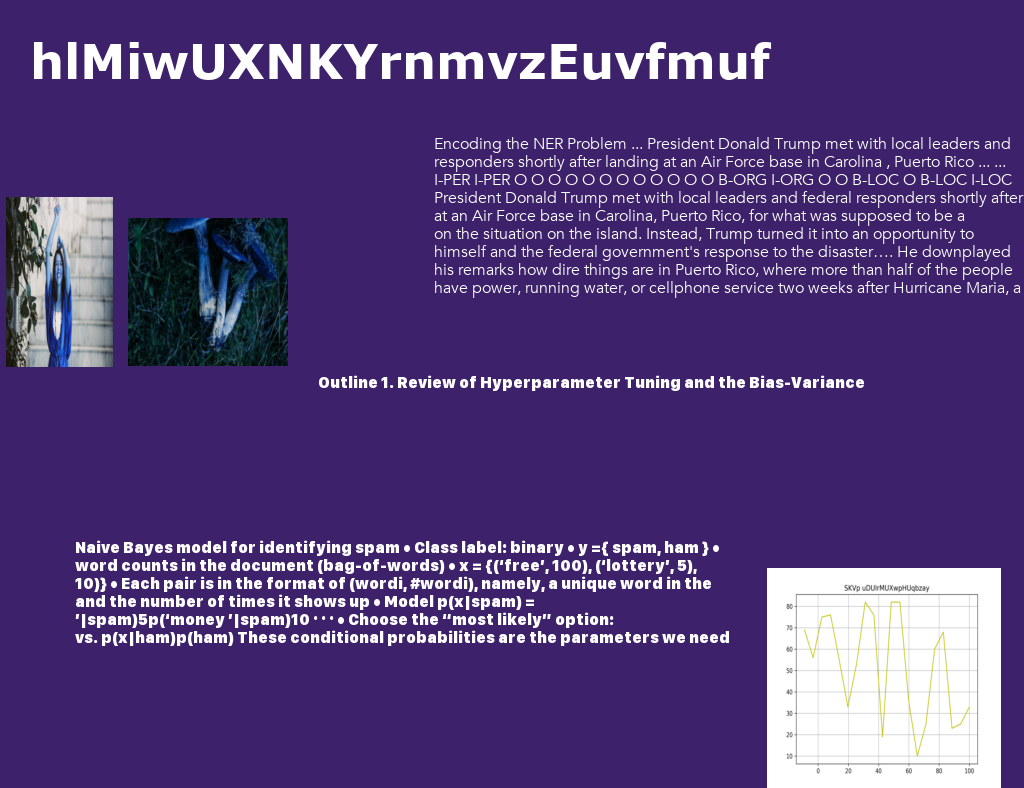 hlMiwUXNKYrnmvzEuvfmuf
Encoding the NER Problem ... President Donald Trump met with local leaders and
responders shortly after landing at an Air Force base in Carolina , Puerto Rico ... ...
I-PER I-PER O O O O O O O O O O O O B-ORG I-ORG O O B-LOC O B-LOC I-LOC
President Donald Trump met with local leaders and federal responders shortly after
at an Air Force base in Carolina, Puerto Rico, for what was supposed to be a
on the situation on the island. Instead, Trump turned it into an opportunity to
himself and the federal government's response to the disaster…. He downplayed
his remarks how dire things are in Puerto Rico, where more than half of the people
have power, running water, or cellphone service two weeks after Hurricane Maria, a
Outline 1. Review of Hyperparameter Tuning and the Bias-Variance
Naive Bayes model for identifying spam • Class label: binary • y ={ spam, ham } •
word counts in the document (bag-of-words) • x = {(‘free’, 100), (‘lottery’, 5),
10)} • Each pair is in the format of (wordi, #wordi), namely, a unique word in the
and the number of times it shows up • Model p(x|spam) =
’|spam)5p(‘money ’|spam)10 · · · • Choose the “most likely” option:
vs. p(x|ham)p(ham) These conditional probabilities are the parameters we need
SKVp uDUIrMUXwpHUqbzay
80
70
60
50
40
30
20
10
0 20 40 60 80 100